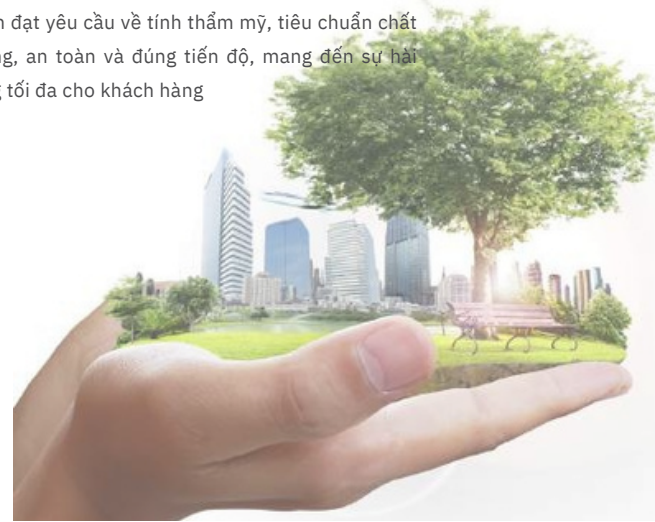 đạt yêu cầu về tính thẩm mỹ, tiêu chuẩn chất
an toàn và đúng tiến độ, mang đến sự hài
tối đa cho khách hàng